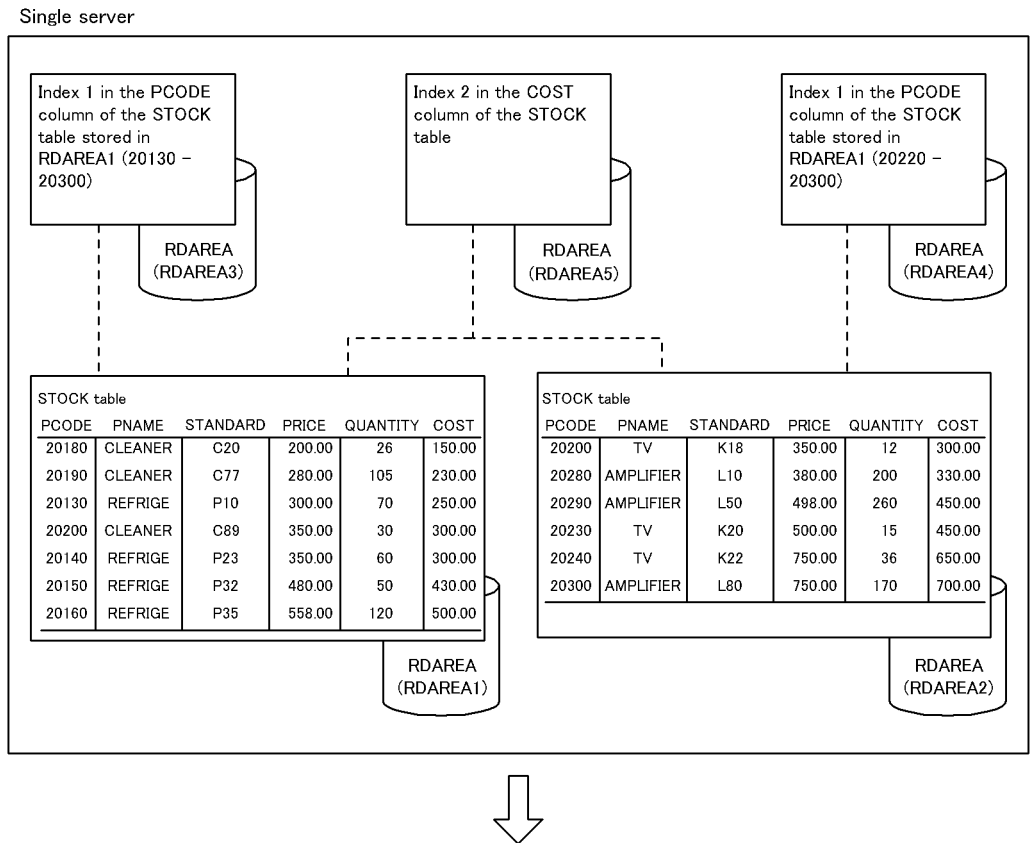 Single server
Index 1 in the PCODE
column of the STOCK
table stored in
RDAREA1 (20130 –
20300)
RDAREA
(RDAREA3)
Index 2 in the COST
column of the STOCK
table
RDAREA
(RDAREA5)
Index 1 in the PCODE
column of the STOCK
table stored in
RDAREA1 (20220 –
20300)
RDAREA
(RDAREA4)
STOCK table
PCODE PNAME STANDARD PRICE QUANTITY COST
20180 CLEANER C20 200.00 26 150.00
20190 CLEANER C77 280.00 105 230.00
20130 REFRIGE P10 300.00 70 250.00
20200 CLEANER C89 350.00 30 300.00
20140 REFRIGE P23 350.00 60 300.00
20150 REFRIGE P32 480.00 50 430.00
20160 REFRIGE P35 558.00 120 500.00
RDAREA
(RDAREA1)
STOCK table
PCODE PNAME STANDARD PRICE QUANTITY COST
20200 TV K18 350.00 12 300.00
20280 AMPLIFIER L10 380.00 200 330.00
20290 AMPLIFIER L50 498.00 260 450.00
20230 TV K20 500.00 15 450.00
20240 TV K22 750.00 36 650.00
20300 AMPLIFIER L80 750.00 170 700.00
RDAREA
(RDAREA2)